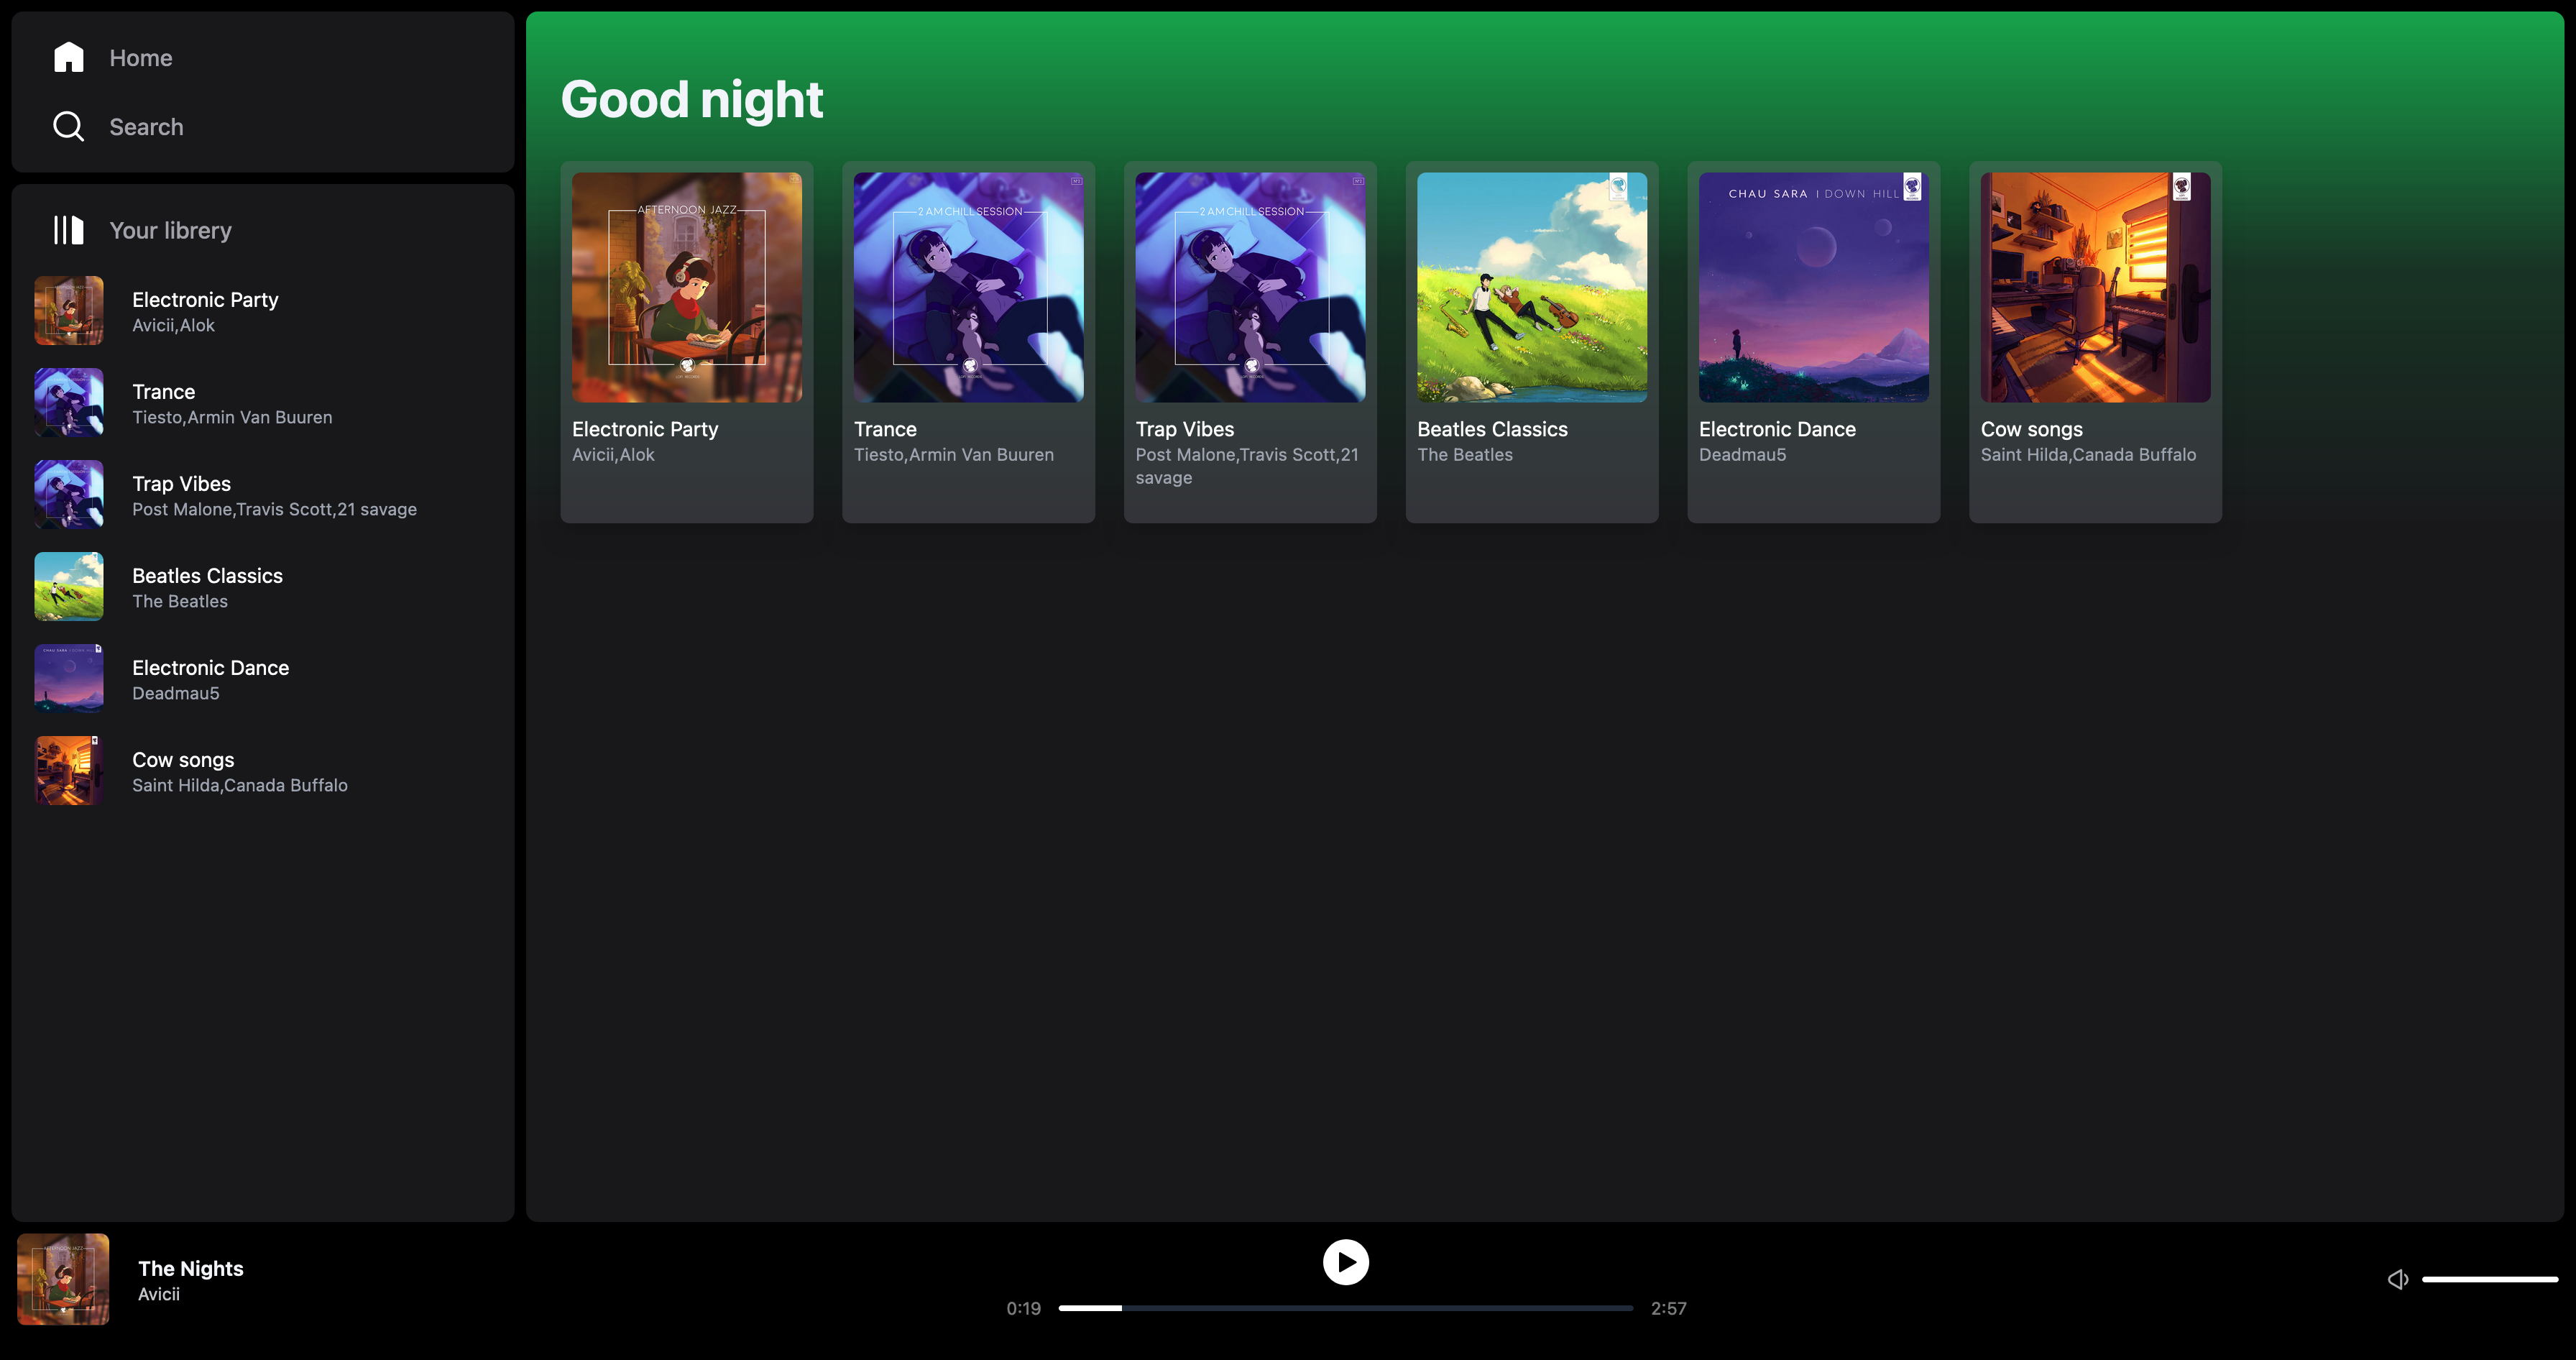 Home
Search
Your librery
Electronic Party
Avicii,Alok
Trance
Tiesto,Armin Van Buuren
Trap Vibes
Post Malone,Travis Scott,21 savage
Beatles Classics
The Beatles
Electronic Dance
Deadmau5
Cow songs
Saint Hilda,Canada Buffalo
Good night
AFTERNOON JAZZ
Electronic Party
Avicii,Alok
2 AM CHILL SESSION
Trance
Tiesto,Armin Van Buuren
2 AM CHILL SESSION
Trap Vibes
Post Malone,Travis Scott,21
savage
Beatles Classics
The Beatles
CHAU SARA | DOWN HILL
Electronic Dance
Deadmau5
Cow songs
Saint Hilda,Canada Buffalo
The Nights
Avicii
0:19
2:57